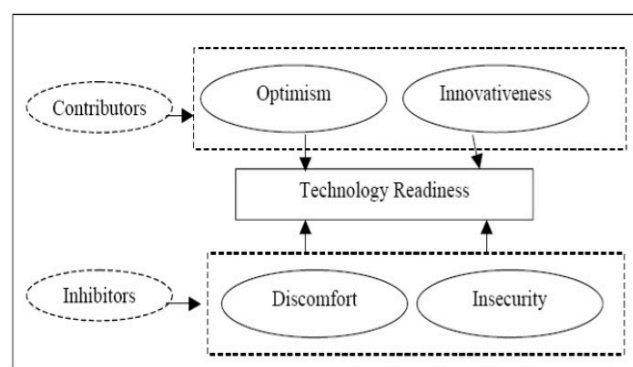 Optimism
Innovativeness
Contributors
Technology Readiness
Inhibitors
Discomfort
Insecurity